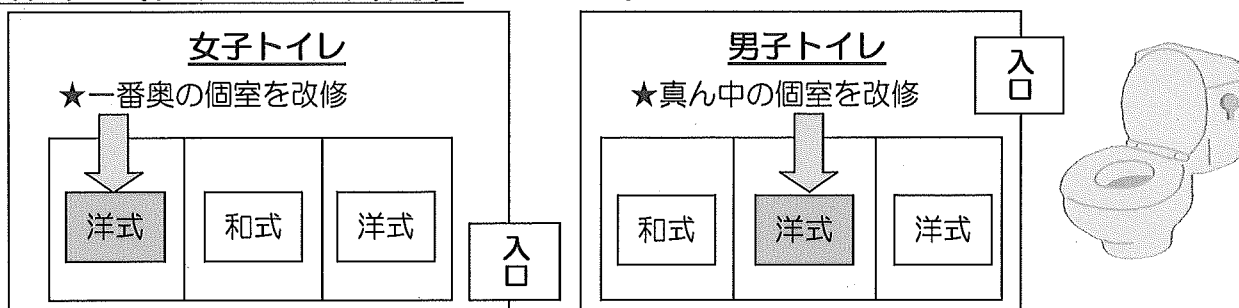 女子トイレ
★一番奥の個室を改修
洋式
和式
洋式
入口
男子トイレ
★真ん中の個室を改修
和式
洋式
洋式
入口